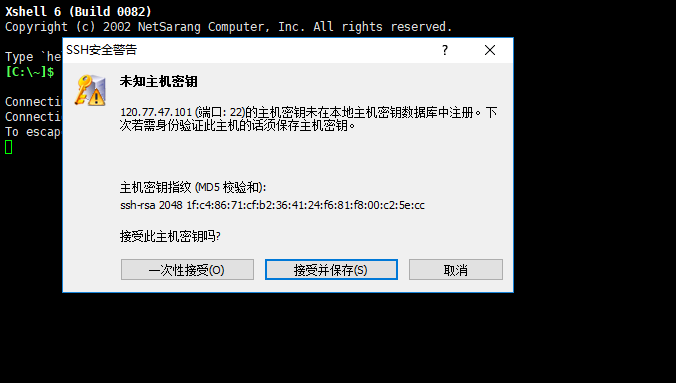 Xshell 6 (Build 0082)
Copyright (c) 2002 NetSarang Computer, Inc. All rights reserved.
Type `he
[C:\~]$
Connectin
Connectin
To escape
SSH安全警告
?
未知主机密钥
120.77.47.101 (端口: 22)的主机密钥未在本地主机密钥数据库中注册。下
次若需身份验证此主机的话须保存主机密钥。
主机密钥指纹 (MD5 校验和):
ssh-rsa 2048 1f:c4:86:71:cf:b2:36:41:24:f6:81:f8:00:c2:5e:cc
接受此主机密钥吗?
一次性接受(O) 接受并保存(S) 取消